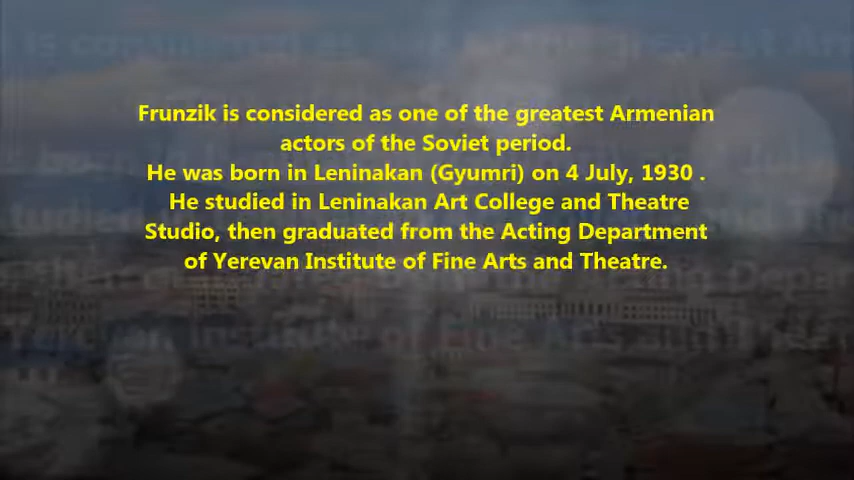 Frunzik is considered as one of the greatest Armenian
actors of the Soviet period.
He was born in Leninakan (Gyumri) on 4 July, 1930 .
He studied in Leninakan Art College and Theatre
Studio, then graduated from the Acting Department
of Yerevan Institute of Fine Arts and Theatre.